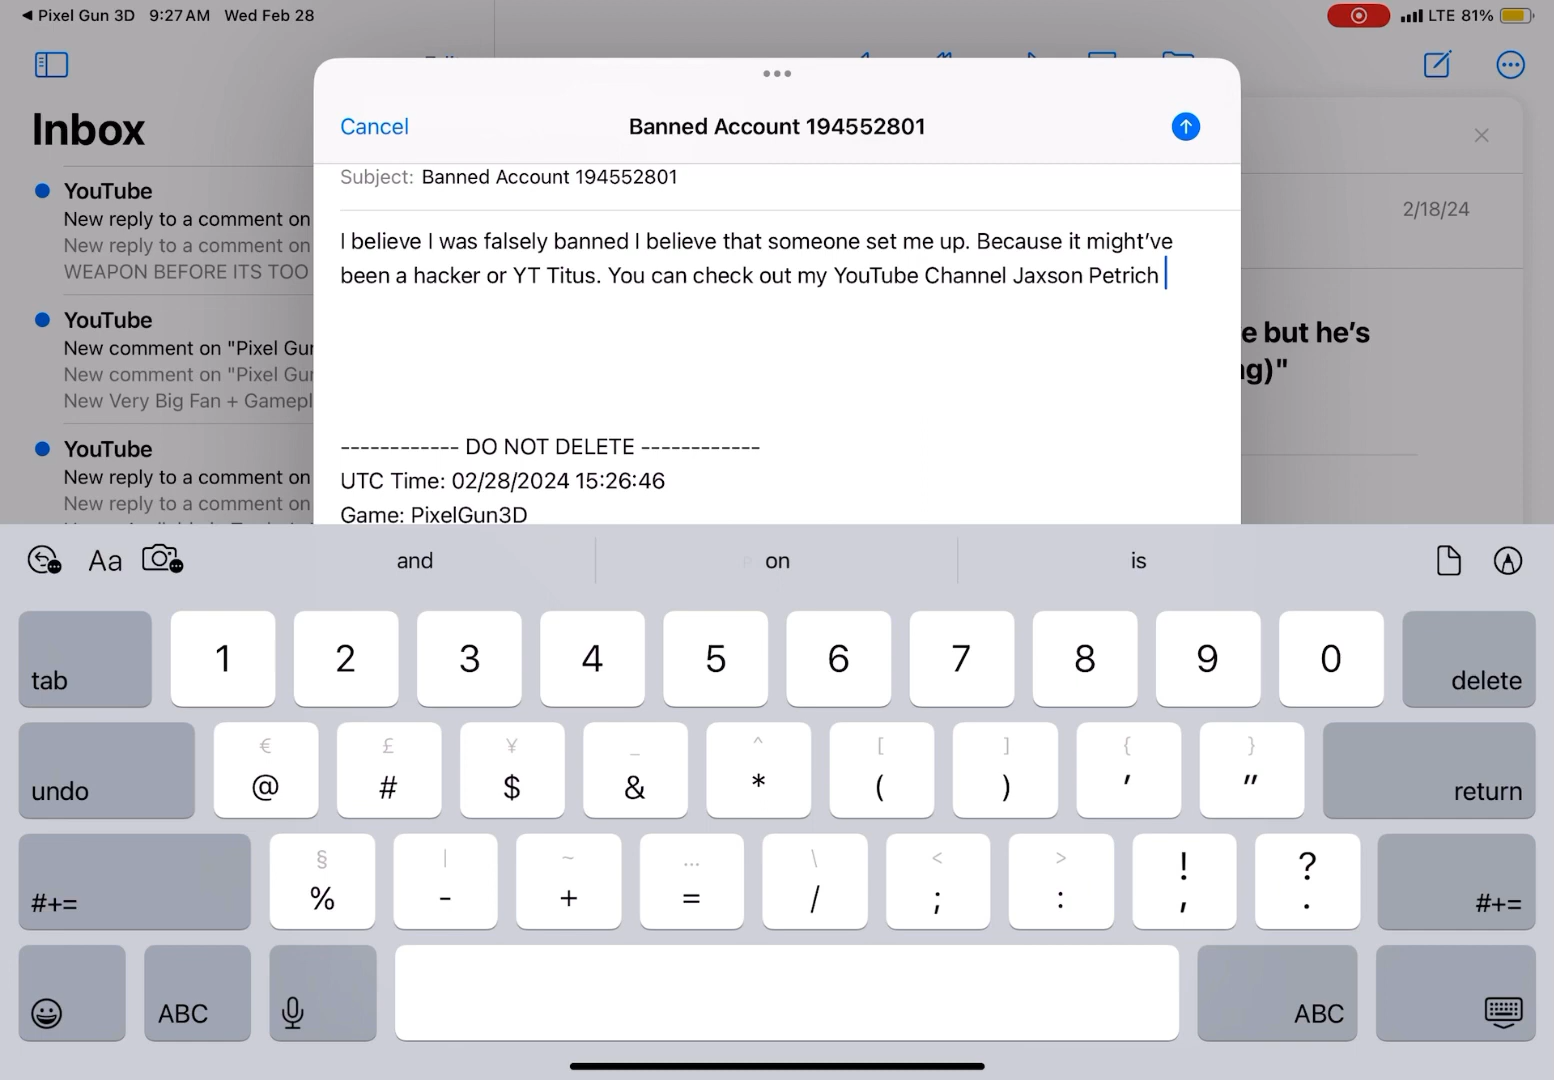 Pixel Gun 3D 9:27 AM Wed Feb 28
LTE 81%
Inbox
YouTube
New reply to a comment on
New reply to a comment on
WEAPON BEFORE ITS TOO
YouTube
New comment on "Pixel Gu
New comment on "Pixel Gu
New Very Big Fan + Gamepl
YouTube
New reply to a comment on
New reply to a comment on
Cancel
Banned Account 194552801
Subject: Banned Account 194552801
I believe I was falsely banned I believe that someone set me up. Because it might've
been a hacker or YT Titus. You can check out my YouTube Channel Jaxson Petrich
------------ DO NOT DELETE ------------
UTC Time: 02/28/2024 15:26:46
Game: PixelGun3D
2/18/24
e but he's
ng)"
Aa and on is
tab 1 2 3 4 5 6 7 8 9 0 delete
€ £ ¥ _ ^ [ ] { }
undo @ # $ & * ( ) ' " return
§ | ~ … \ < > ! ?
#+= % - + = / ; : , . #+=
ABC ABC